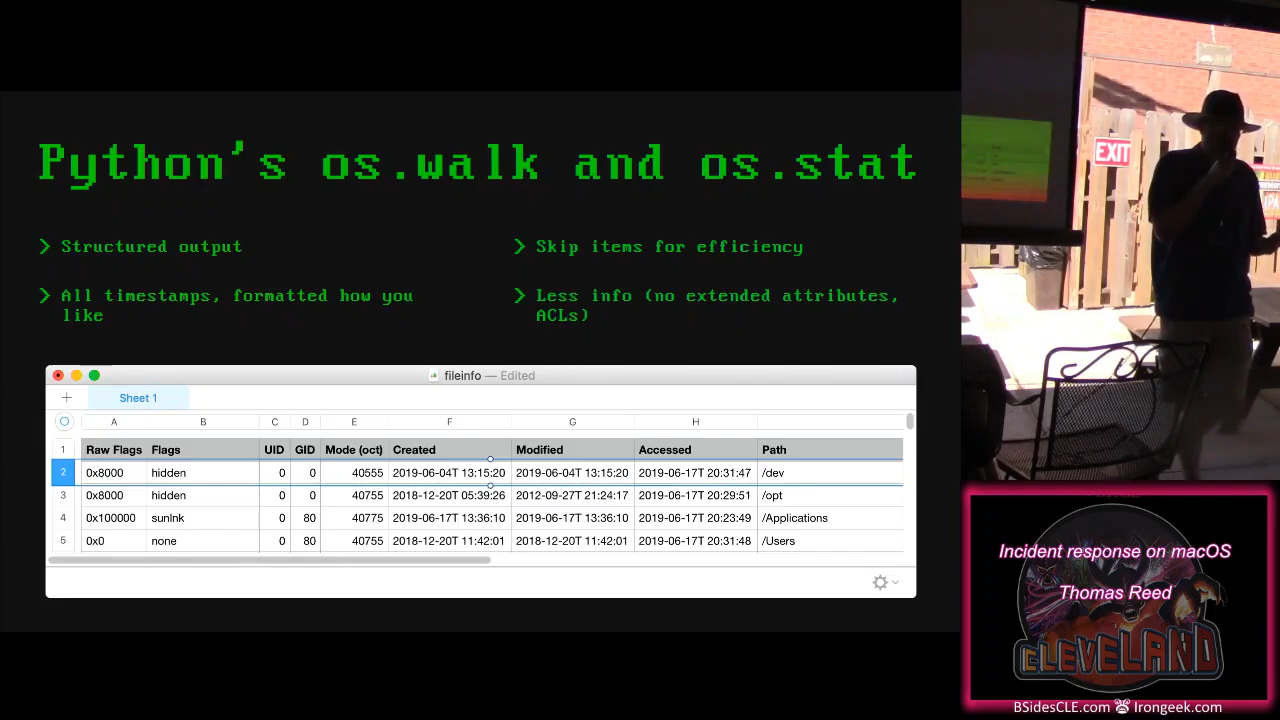 Python's os.walk and os.stat
> Structured output
> All timestamps, formatted how you
like
> Skip items for efficiency
> Less info (no extended attributes,
ACLs)
fileinfo — Edited
+ Sheet 1
A B C D E F G H
1 Raw Flags Flags UID GID Mode (oct) Created Modified Accessed Path
2 0x8000 hidden 0 0 40555 2019-06-04T 13:15:20 2019-06-04T 13:15:20 2019-06-17T 20:31:47 /dev
3 0x8000 hidden 0 0 40755 2018-12-20T 05:39:26 2012-09-27T 21:24:17 2019-06-17T 20:29:51 /opt
4 0x100000 sunlnk 0 80 40775 2019-06-17T 13:36:10 2019-06-17T 13:36:10 2019-06-17T 20:23:49 /Applications
5 0x0 none 0 80 40755 2018-12-20T 11:42:01 2018-12-20T 11:42:01 2019-06-17T 20:31:48 /Users
EXIT
Incident response on macOS
Thomas Reed
CLEVELAND
BSidesCLE.com Irongeek.com